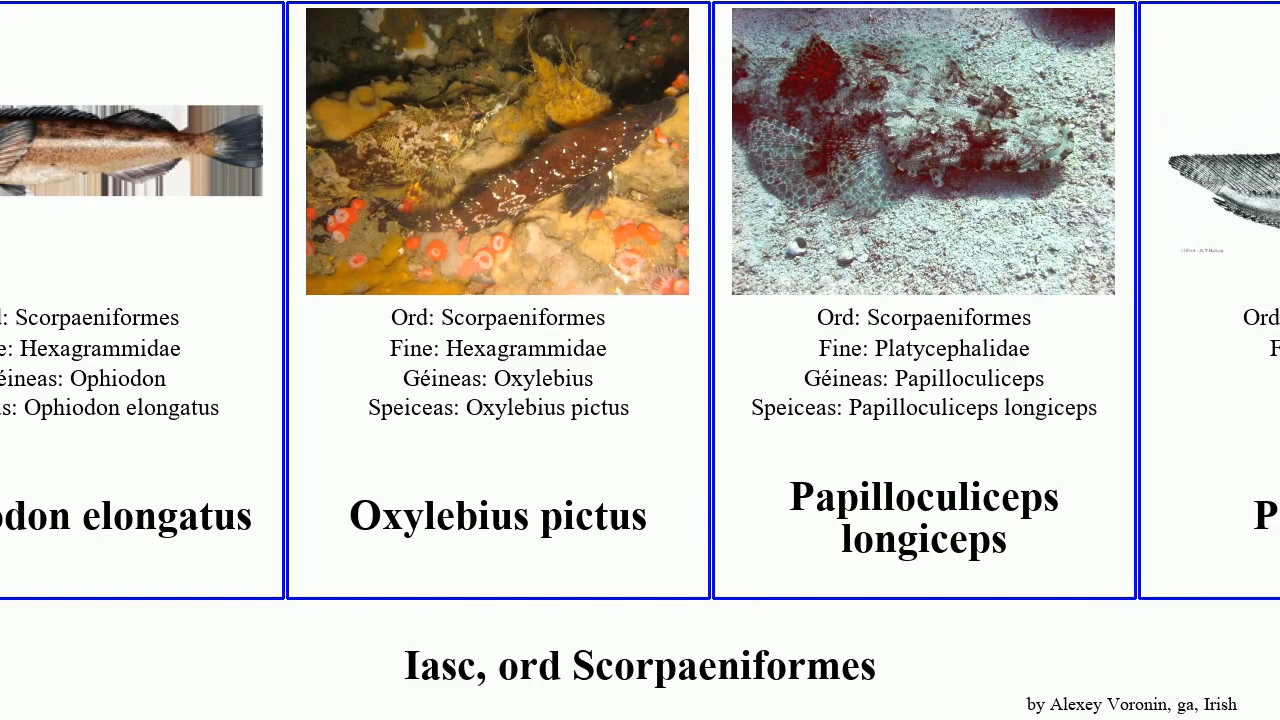 : Scorpaeniformes
e: Hexagrammidae
éineas: Ophiodon
s: Ophiodon elongatus
odon elongatus
Ord: Scorpaeniformes
Fine: Hexagrammidae
Géineas: Oxylebius
Speiceas: Oxylebius pictus
Oxylebius pictus
Ord: Scorpaeniformes
Fine: Platycephalidae
Géineas: Papilloculiceps
Speiceas: Papilloculiceps longiceps
Papilloculiceps
longiceps
Ord
F
P
Iasc, ord Scorpaeniformes
by Alexey Voronin, ga, Irish